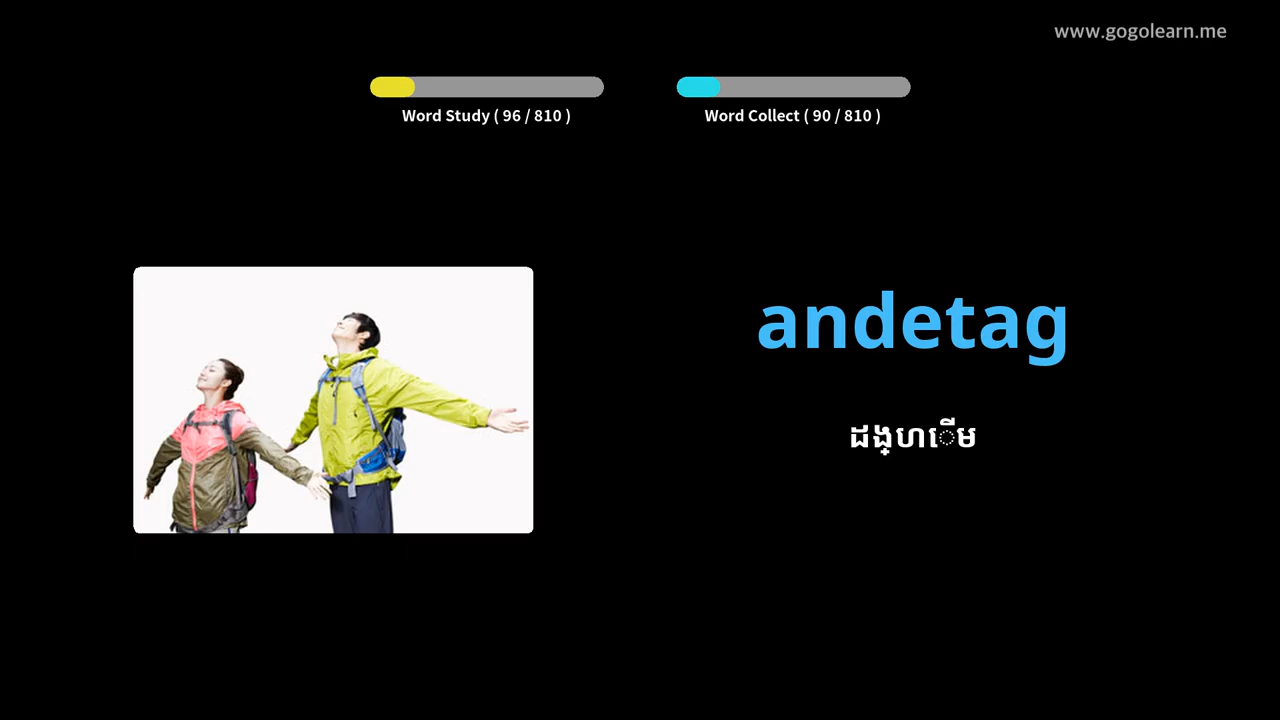 www.gogolearn.me
Word Study ( 96 / 810 )
Word Collect ( 90 / 810 )
andetag
ដង្ហើម